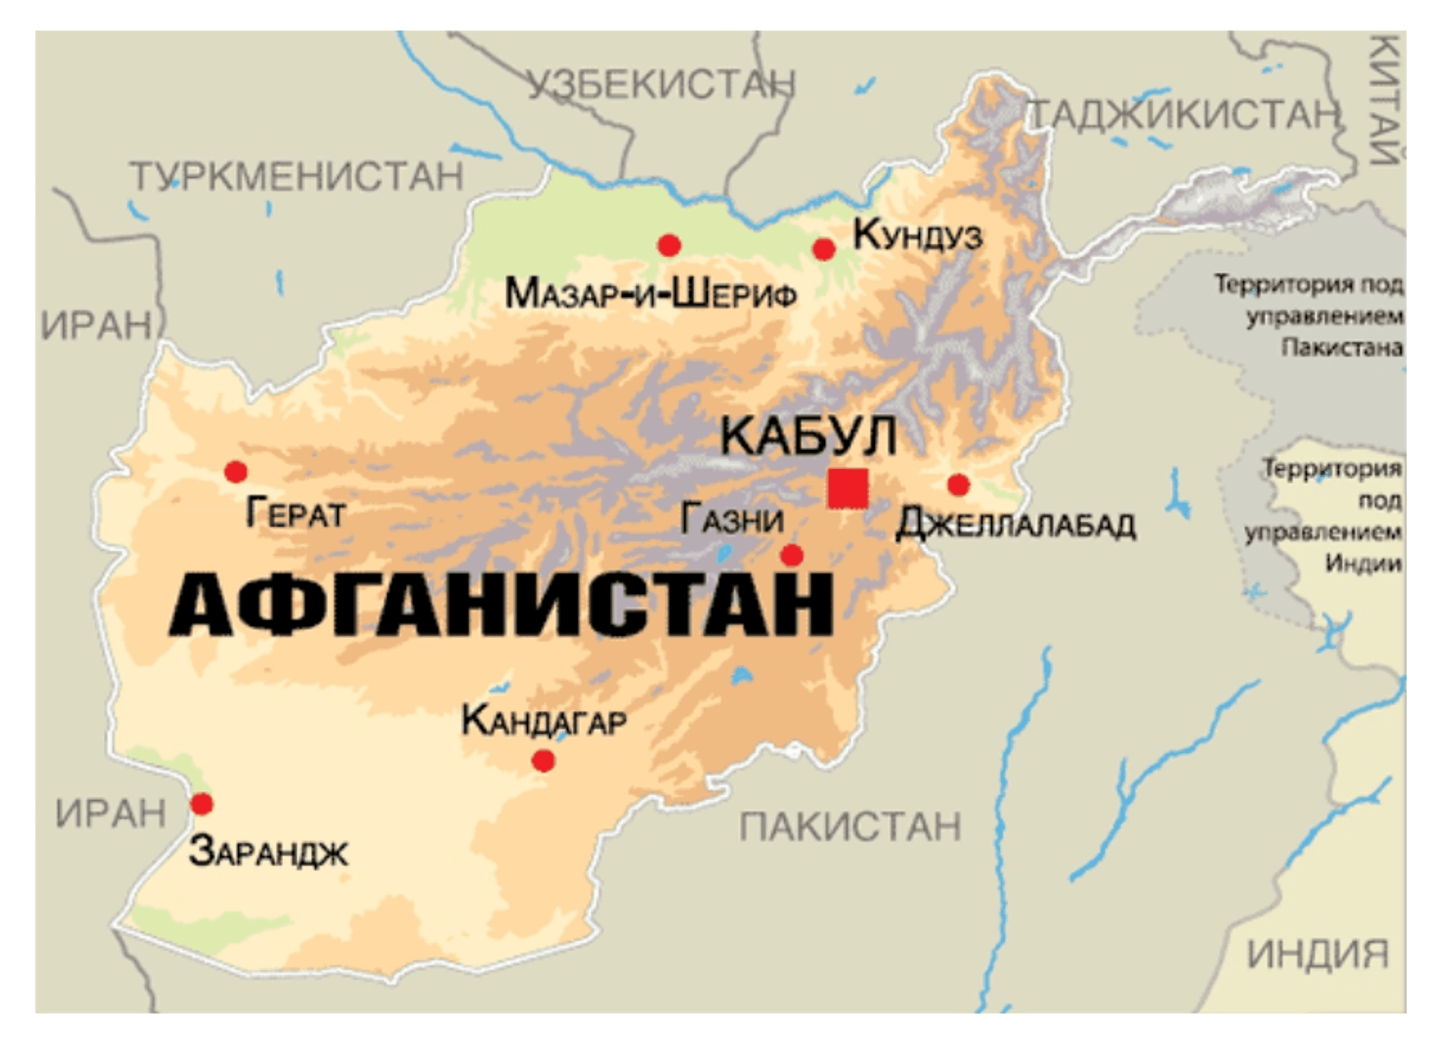 УЗБЕКИСТАН
ТАДЖИКИСТАН
КИТАЙ
ТУРКМЕНИСТАН
Кундуз
Мазар-и-Шериф
Территория под
управлением
Пакистана
ИРАН
КАБУЛ
Герат
Газни
Джеллалабад
Территория
под
управлением
Индии
АФГАНИСТАН
Кандагар
ИРАН
Зарандж
ПАКИСТАН
ИНДИЯ